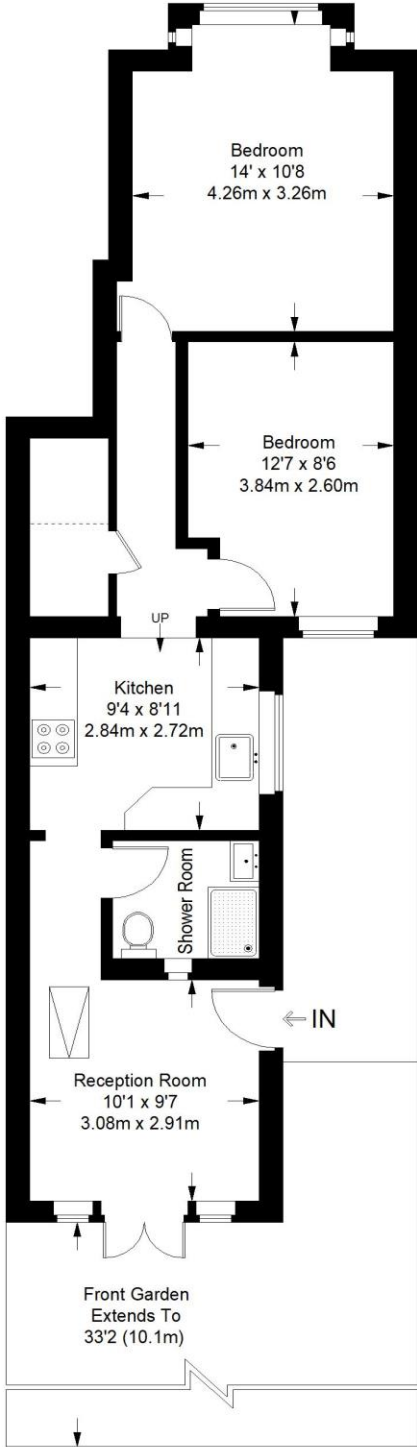 Bedroom
14' x 10'8
4.26m x 3.26m
Bedroom
12'7 x 8'6
3.84m x 2.60m
UP
Kitchen
9'4 x 8'11
2.84m x 2.72m
Shower Room
IN
Reception Room
10'1 x 9'7
3.08m x 2.91m
Front Garden
Extends To
33'2 (10.1m)